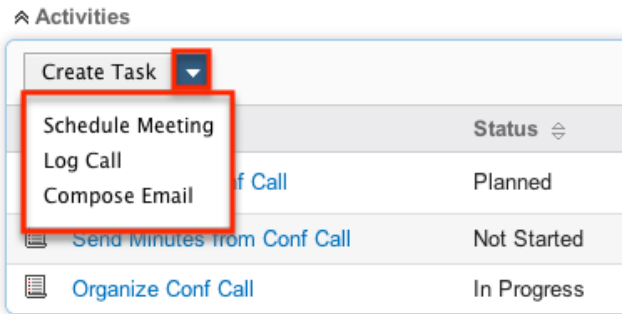 Activities
Create Task
Schedule Meeting
Log Call
Compose Email
Status
Call
Planned
Send Minutes from Conf Call
Not Started
Organize Conf Call
In Progress